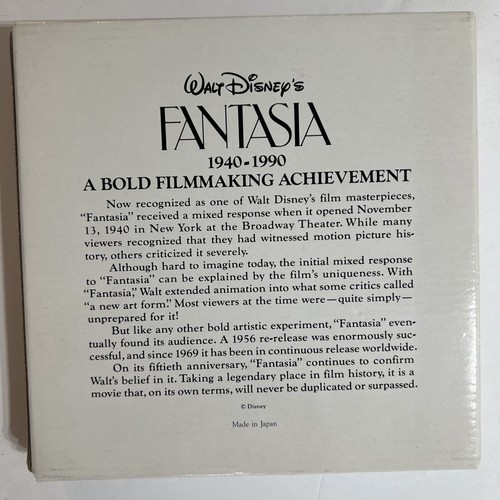 Walt Disney's
FANTASIA
1940-1990
A BOLD FILMMAKING ACHIEVEMENT
Now recognized as one of Walt Disney's film masterpieces,
"Fantasia" received a mixed response when it opened November
13, 1940 in New York at the Broadway Theater. While many
viewers recognized that they had witnessed motion picture his-
tory, others criticized it severely.
Although hard to imagine today, the initial mixed response
to "Fantasia" can be explained by the film's uniqueness. With
"Fantasia," Walt extended animation into what some critics called
"a new art form." Most viewers at the time—quite simply—
unprepared for it!
But like any other bold artistic experiment, "Fantasia" even-
tually found its audience. A 1956 re-release was enormously suc-
cessful, and since 1969 it has been in continuous release worldwide.
On its fiftieth anniversary, "Fantasia" continues to confirm
Walt's belief in it. Taking a legendary place in film history, it is a
movie that, on its own terms, will never be duplicated or surpassed.
© Disney
Made in Japan